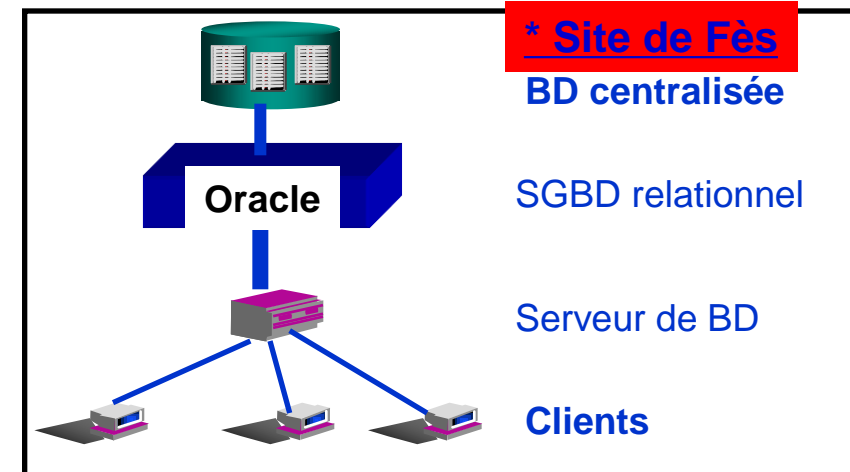 * Site de Fès
BD centralisée
Oracle
SGBD relationnel
Serveur de BD
Clients